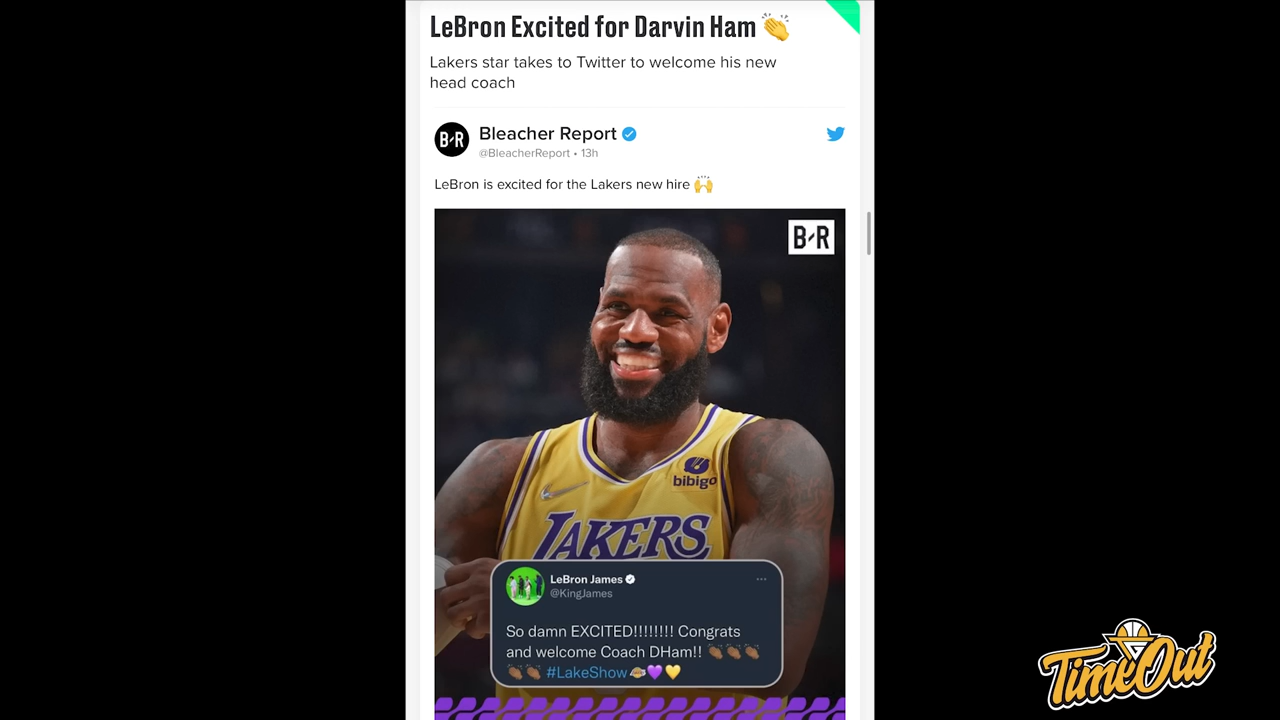 LeBron Excited for Darvin Ham 👏
Lakers star takes to Twitter to welcome his new
head coach
B/R
Bleacher Report
@BleacherReport • 13h
LeBron is excited for the Lakers new hire 🙌
B/R
bibigo
LAKERS
LeBron James
@KingJames
...
So damn EXCITED!!!!!!!! Congrats
and welcome Coach DHam!! 👏🏾👏🏾👏🏾
👏🏾👏🏾 #LakeShow 💜💛
TimeOut